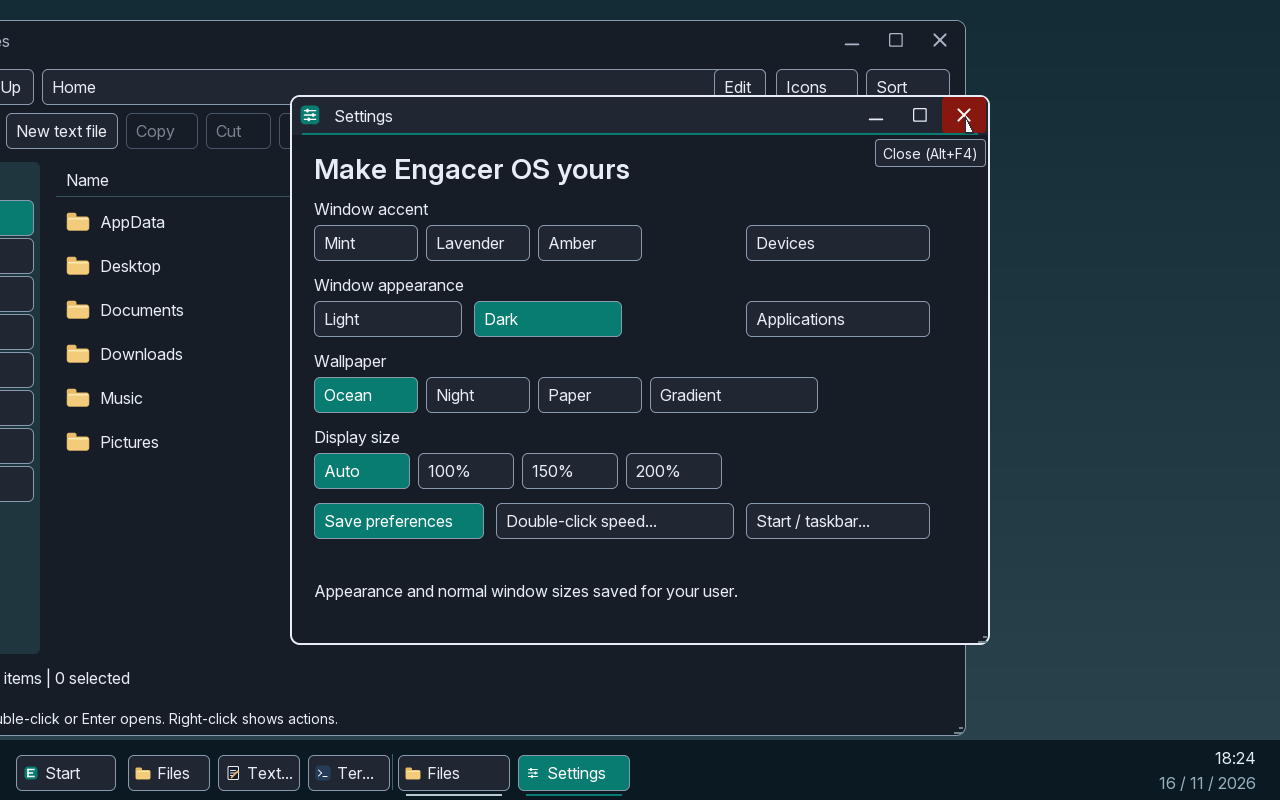 es
Up
Home
Edit
Icons
Sort
New text file
Copy
Cut
Name
AppData
Desktop
Documents
Downloads
Music
Pictures
items | 0 selected
uble-click or Enter opens. Right-click shows actions.
Settings
Close (Alt+F4)
Make Engacer OS yours
Window accent
Mint
Lavender
Amber
Devices
Window appearance
Light
Dark
Applications
Wallpaper
Ocean
Night
Paper
Gradient
Display size
Auto
100%
150%
200%
Save preferences
Double-click speed...
Start / taskbar...
Appearance and normal window sizes saved for your user.
E Start
Files
Text...
Ter...
Files
Settings
18:24
16 / 11 / 2026